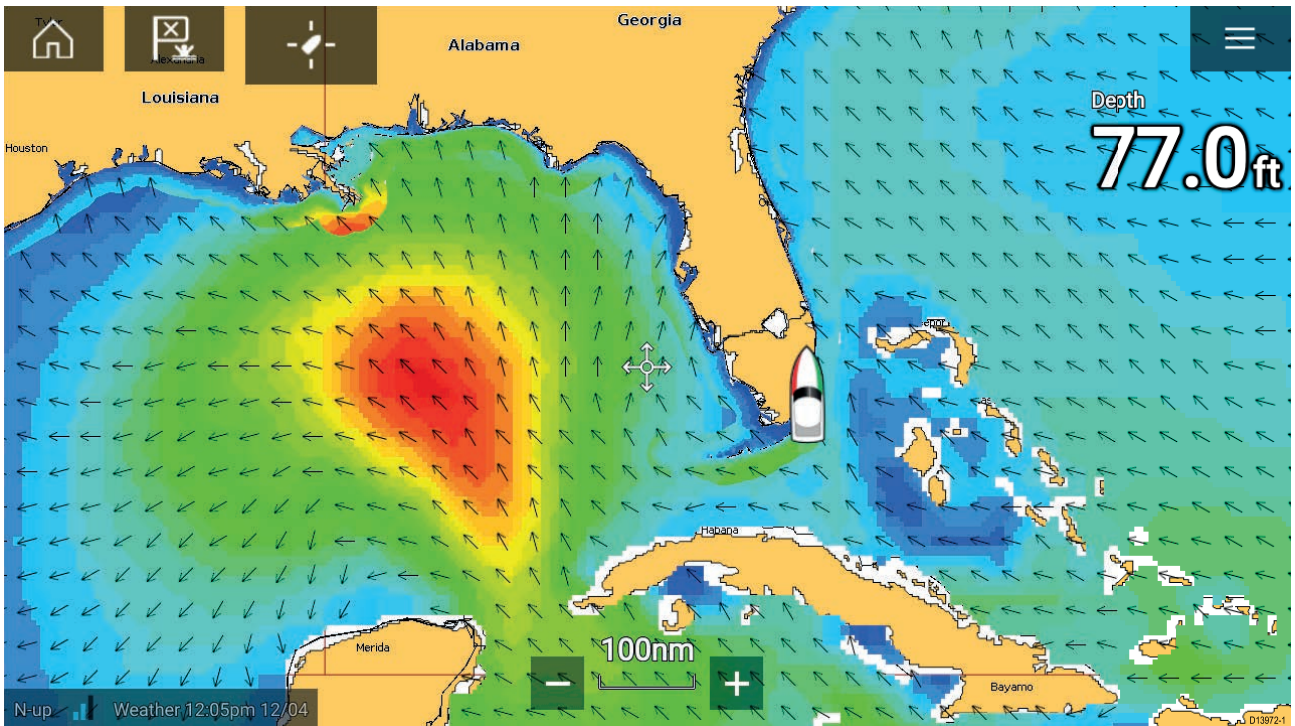 Georgia
Alabama
Louisiana
Houston
Depth
77.0ft
Habana
Merida
Bayamo
100nm
N-up
Weather 12:05pm 12/04
D13972-1